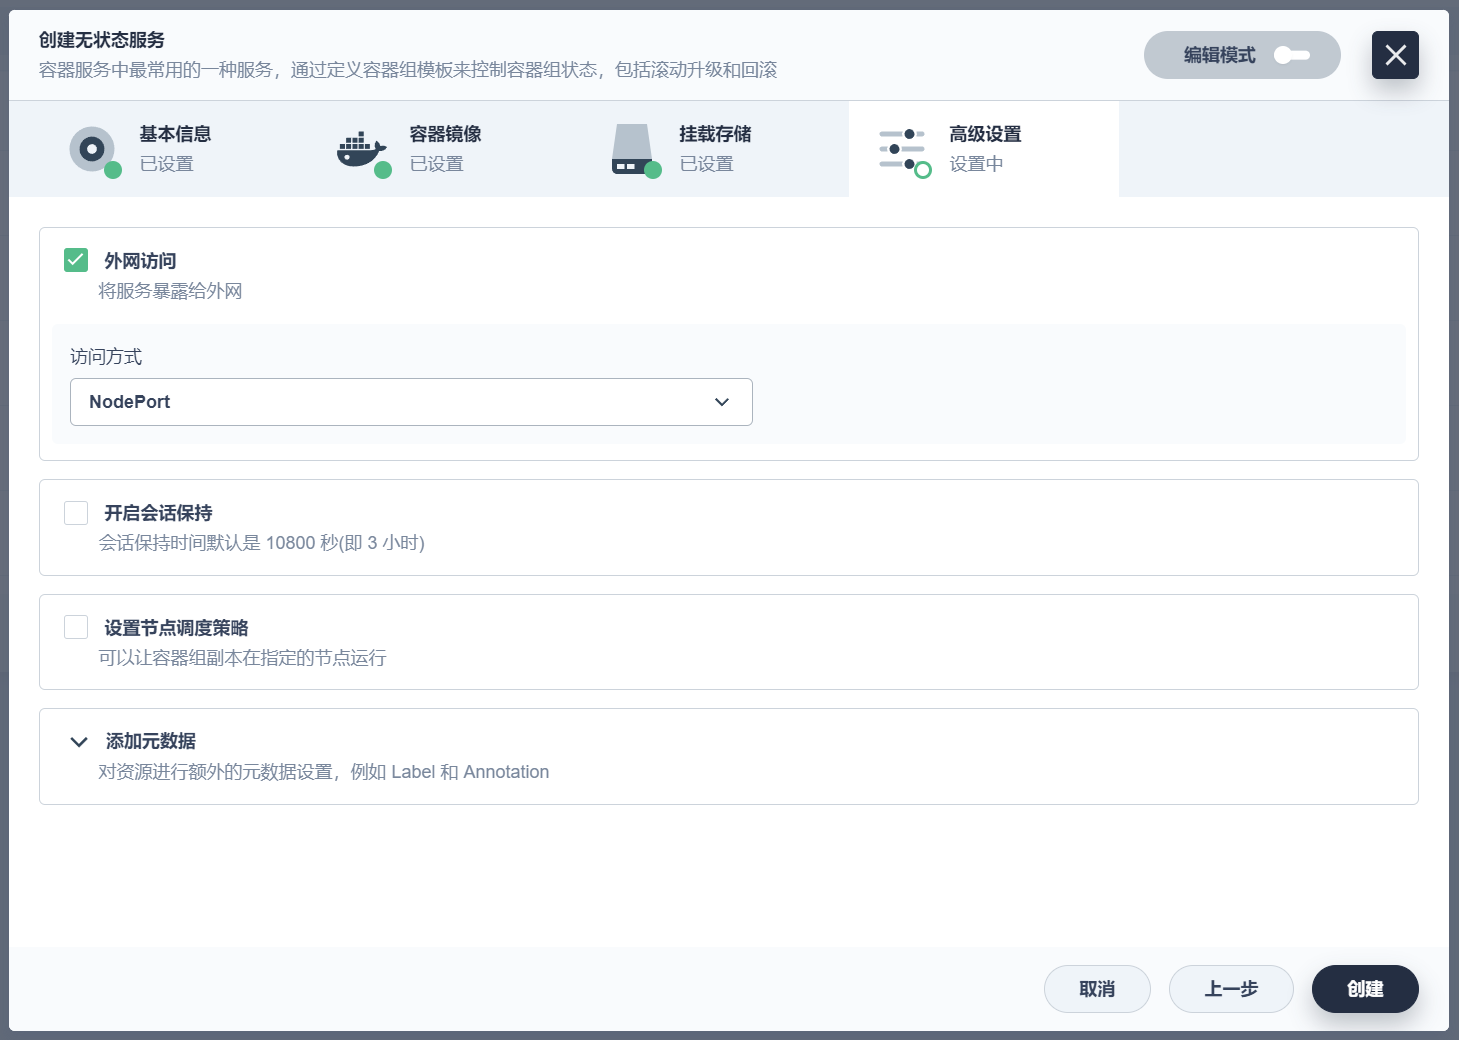 创建无状态服务
容器服务中最常用的一种服务，通过定义容器组模板来控制容器组状态，包括滚动升级和回滚
编辑模式
基本信息
已设置
容器镜像
已设置
挂载存储
已设置
高级设置
设置中
外网访问
将服务暴露给外网
访问方式
NodePort
开启会话保持
会话保持时间默认是 10800 秒(即 3 小时)
设置节点调度策略
可以让容器组副本在指定的节点运行
添加元数据
对资源进行额外的元数据设置，例如 Label 和 Annotation
取消
上一步
创建